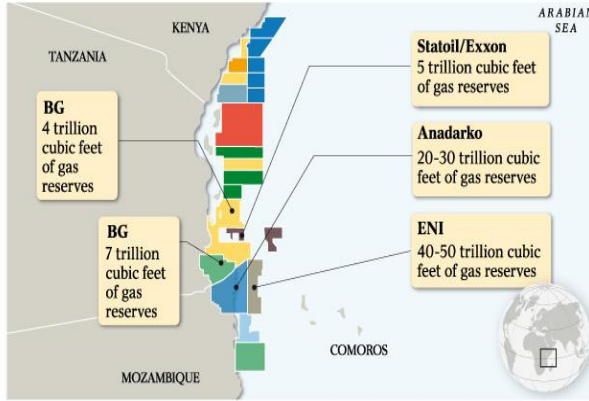 KENYA
ARABIAN
SEA
TANZANIA
Statoil/Exxon
5 trillion cubic feet
of gas reserves
BG
4 trillion
cubic feet
of gas
reserves
Anadarko
20-30 trillion cubic
feet of gas reserves
BG
7 trillion
cubic feet
of gas
reserves
ENI
40-50 trillion cubic
feet of gas reserves
COMOROS
MOZAMBIQUE